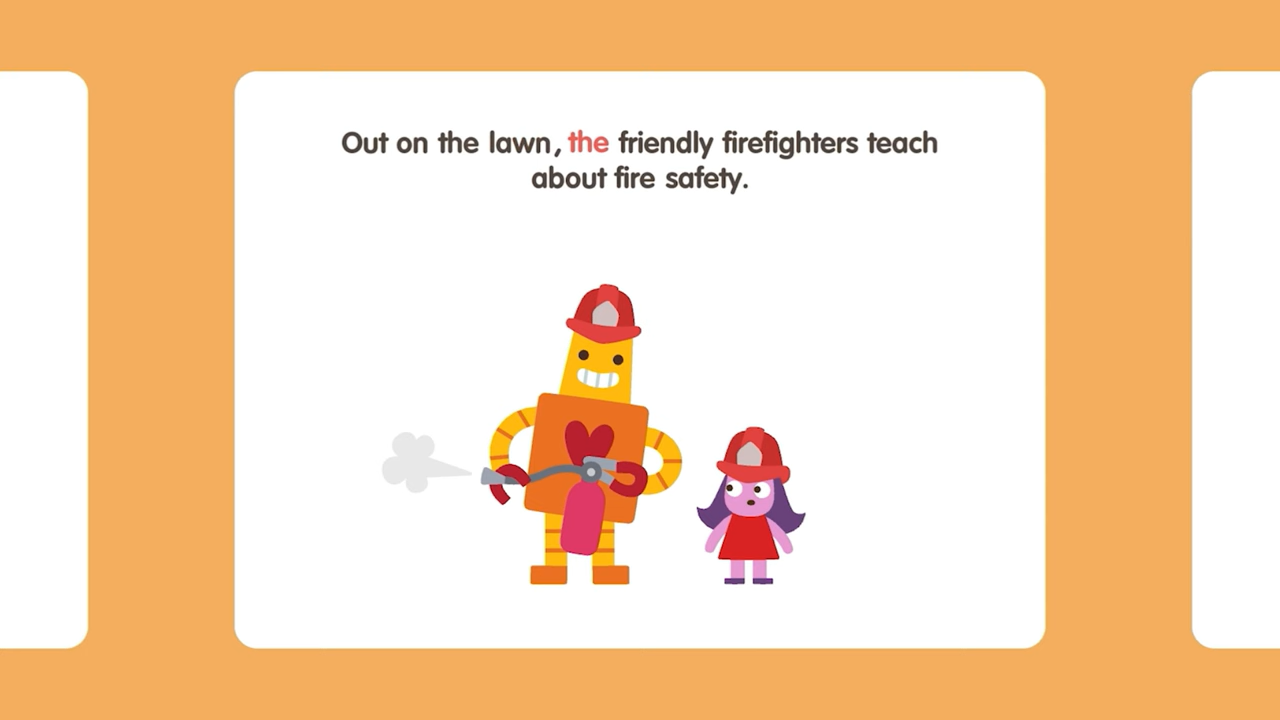 Out on the lawn, the friendly firefighters teach
about fire safety.